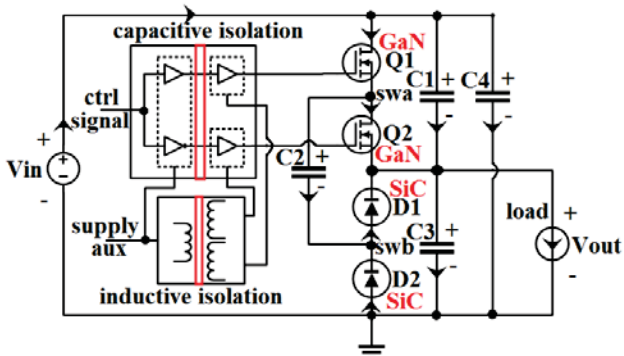 capacitive isolation
GaN
Q1
C1
+
-
C4
+
-
swa
ctrl
signal
+
Vin
+
-
-
C2
+
-
Q2
GaN
SiC
D1
C3
+
-
load
+
Vout
-
supply
aux
swb
D2
SiC
inductive isolation